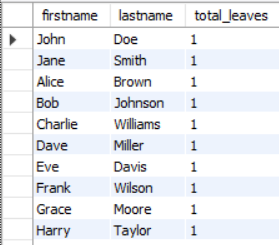 firstname lastname total_leaves
John Doe 1
Jane Smith 1
Alice Brown 1
Bob Johnson 1
Charlie Williams 1
Dave Miller 1
Eve Davis 1
Frank Wilson 1
Grace Moore 1
Harry Taylor 1